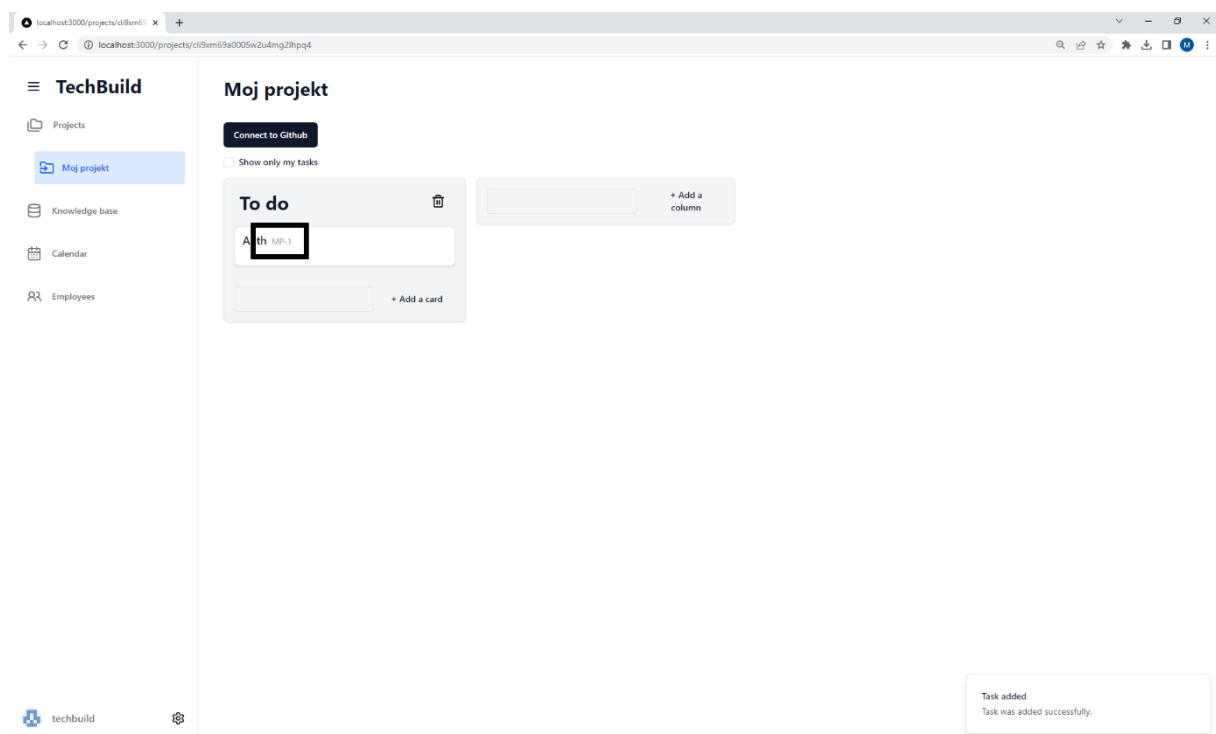 localhost:3000/projects/cli9xm69
localhost:3000/projects/cli9xm69a0005w2u4mg2lhpq4
M
TechBuild
Projects
Moj projekt
Knowledge base
Calendar
Employees
techbuild
Moj projekt
Connect to Github
Show only my tasks
To do
MP-1
+ Add a card
+ Add a
column
Task added
Task was added successfully.